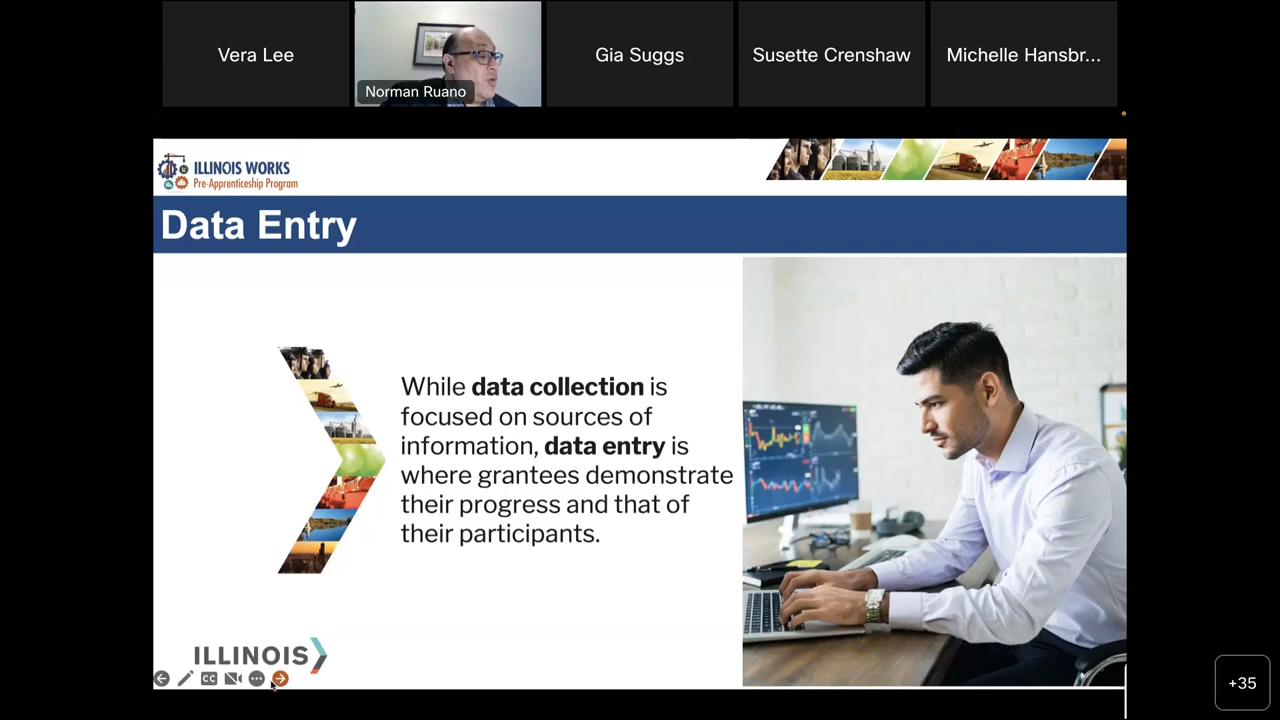 Vera Lee
Norman Ruano
Gia Suggs
Susette Crenshaw
Michelle Hansbr...
ILLINOIS WORKS
Pre-Apprenticeship Program
Data Entry
While data collection is
focused on sources of
information, data entry is
where grantees demonstrate
their progress and that of
their participants.
ILLINOIS
CC
+35